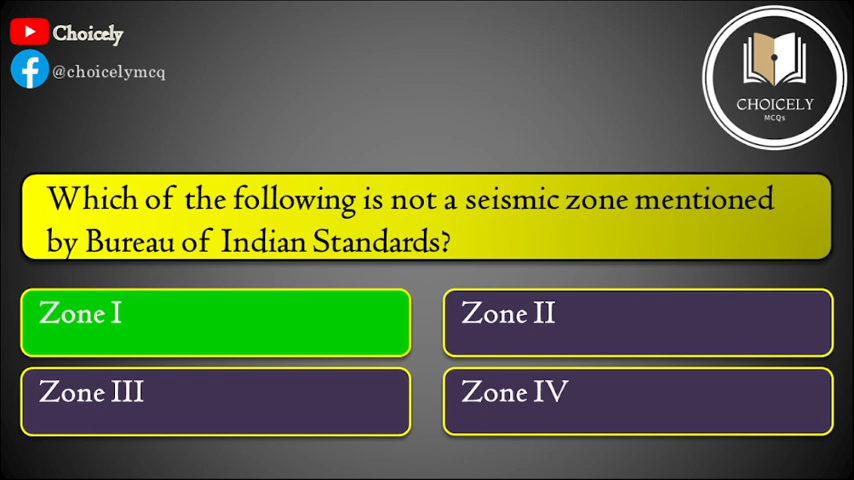 Choicely
@choicelymcq
CHOICELY
MCQs
Which of the following is not a seismic zone mentioned
by Bureau of Indian Standards?
Zone I
Zone II
Zone III
Zone IV